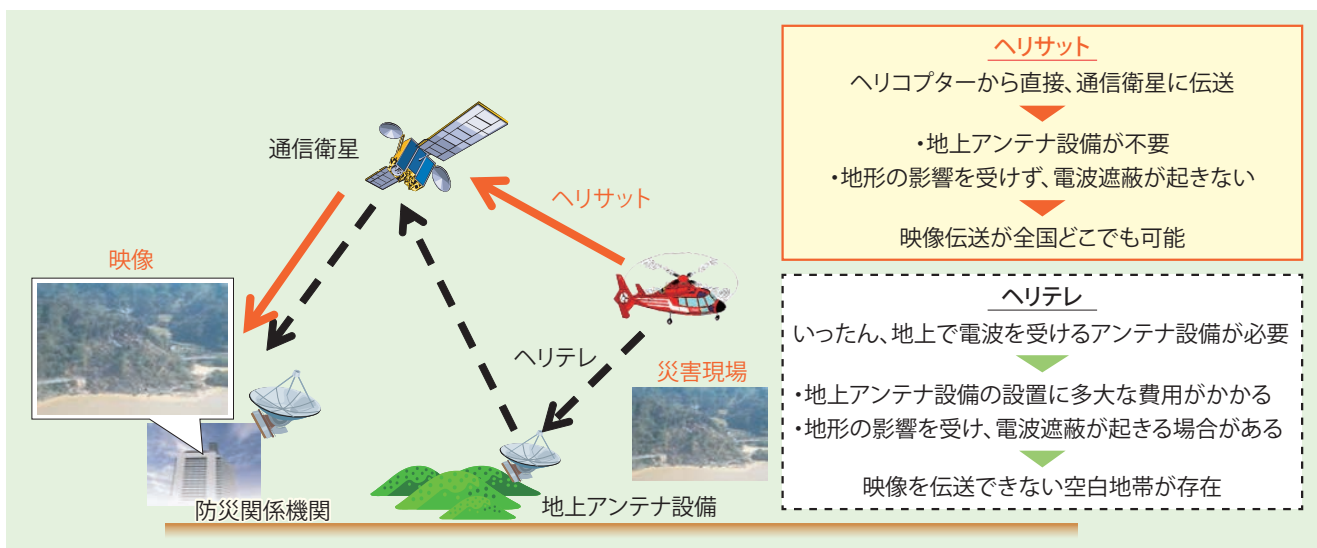 通信衛星
ヘリサット
映像
ヘリテレ
災害現場
防災関係機関
地上アンテナ設備
ヘリサット
ヘリコプターから直接、通信衛星に伝送
・地上アンテナ設備が不要
・地形の影響を受けず、電波遮蔽が起きない
映像伝送が全国どこでも可能
ヘリテレ
いったん、地上で電波を受けるアンテナ設備が必要
・地上アンテナ設備の設置に多大な費用がかかる
・地形の影響を受け、電波遮蔽が起きる場合がある
映像を伝送できない空白地帯が存在